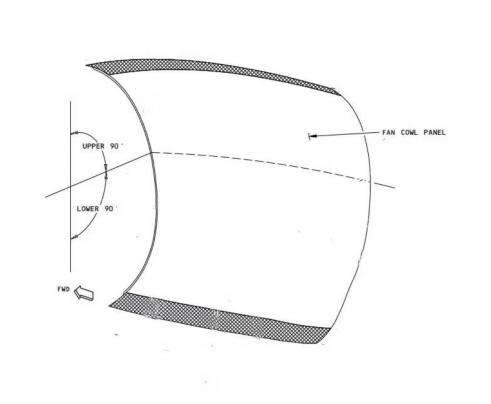 UPPER 90°
FAN COWL PANEL
LOWER 90°
FWD